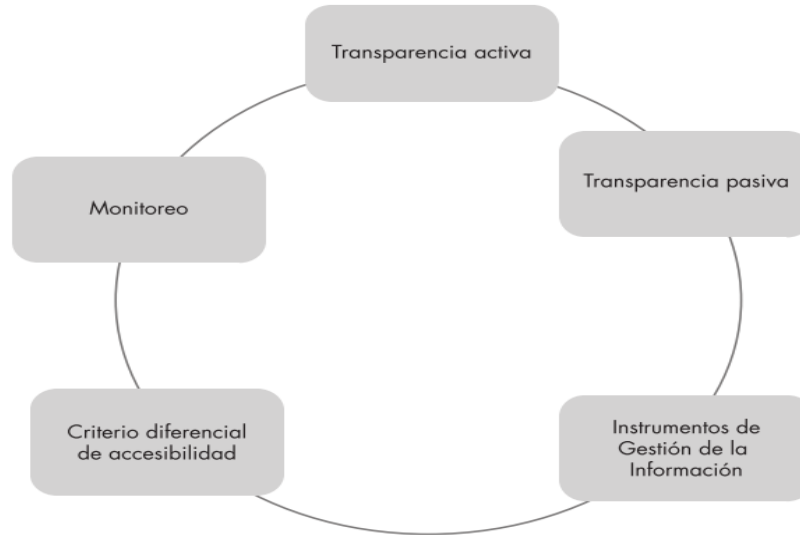 Transparencia activa
Transparencia pasiva
Monitoreo
Criterio diferencial
de accesibilidad
Instrumentos de
Gestión de la
Información